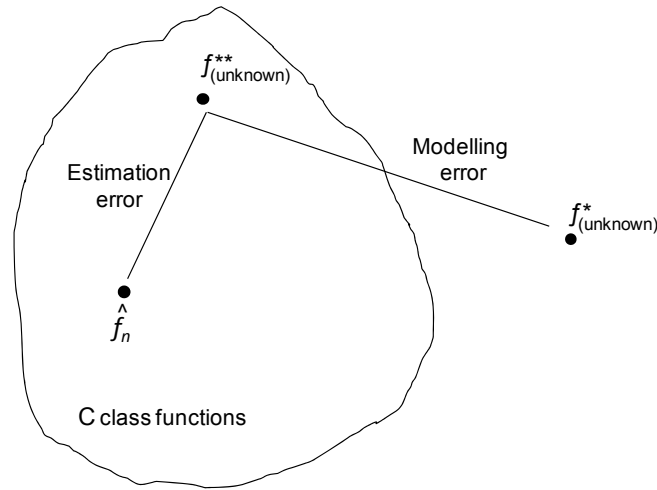 f**(unknown)
Modelling
error
Estimation
error
f*(unknown)
f̂n
C class functions